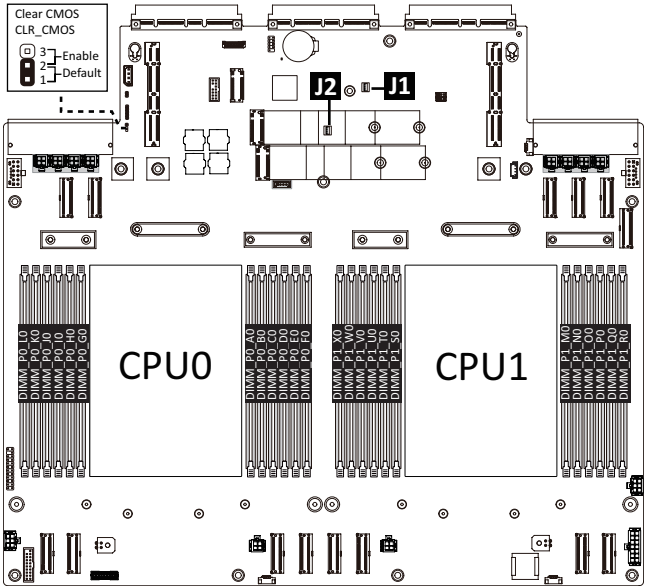 Clear CMOS
CLR_CMOS
3 Enable
2 Default
1
J2
J1
DIMM_P0_L0
DIMM_P0_K0
DIMM_P0_J0
DIMM_P0_I0
DIMM_P0_H0
DIMM_P0_G0
CPU0
DIMM_P0_A0
DIMM_P0_B0
DIMM_P0_C0
DIMM_P0_D0
DIMM_P0_E0
DIMM_P0_F0
DIMM_P1_X0
DIMM_P1_W0
DIMM_P1_V0
DIMM_P1_U0
DIMM_P1_T0
DIMM_P1_S0
CPU1
DIMM_P1_M0
DIMM_P1_N0
DIMM_P1_O0
DIMM_P1_P0
DIMM_P1_Q0
DIMM_P1_R0